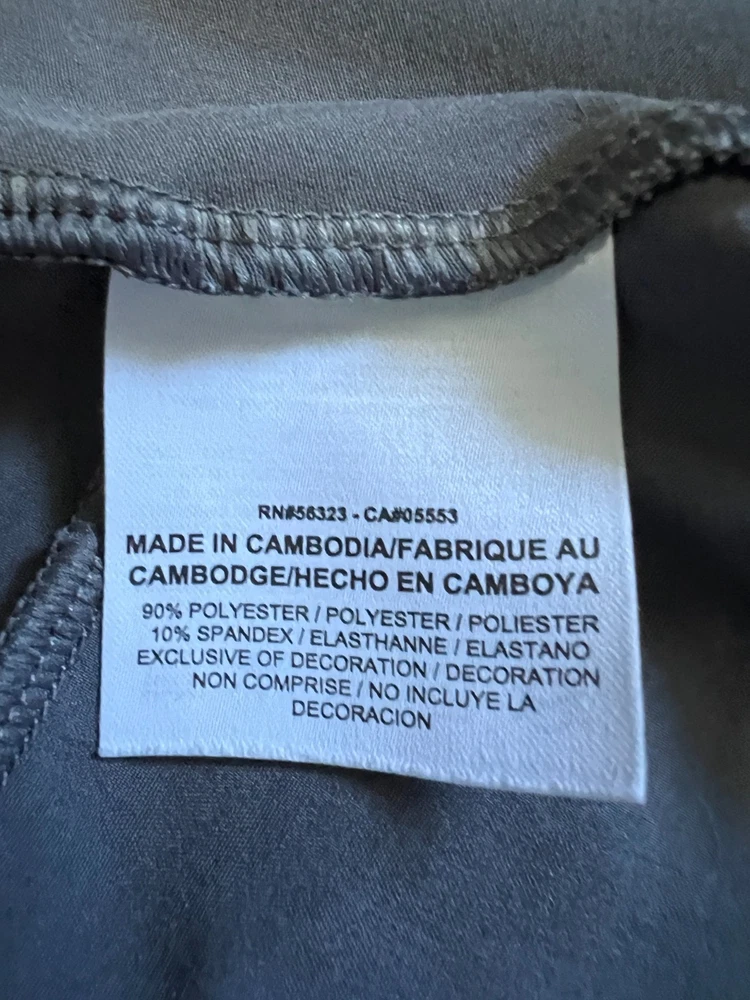 RN#56323 - CA#05553
MADE IN CAMBODIA/FABRIQUE AU
CAMBODGE/HECHO EN CAMBOYA
90% POLYESTER / POLYESTER / POLIESTER
10% SPANDEX / ELASTHANNE / ELASTANO
EXCLUSIVE OF DECORATION / DECORATION
NON COMPRISE / NO INCLUYE LA
DECORACION